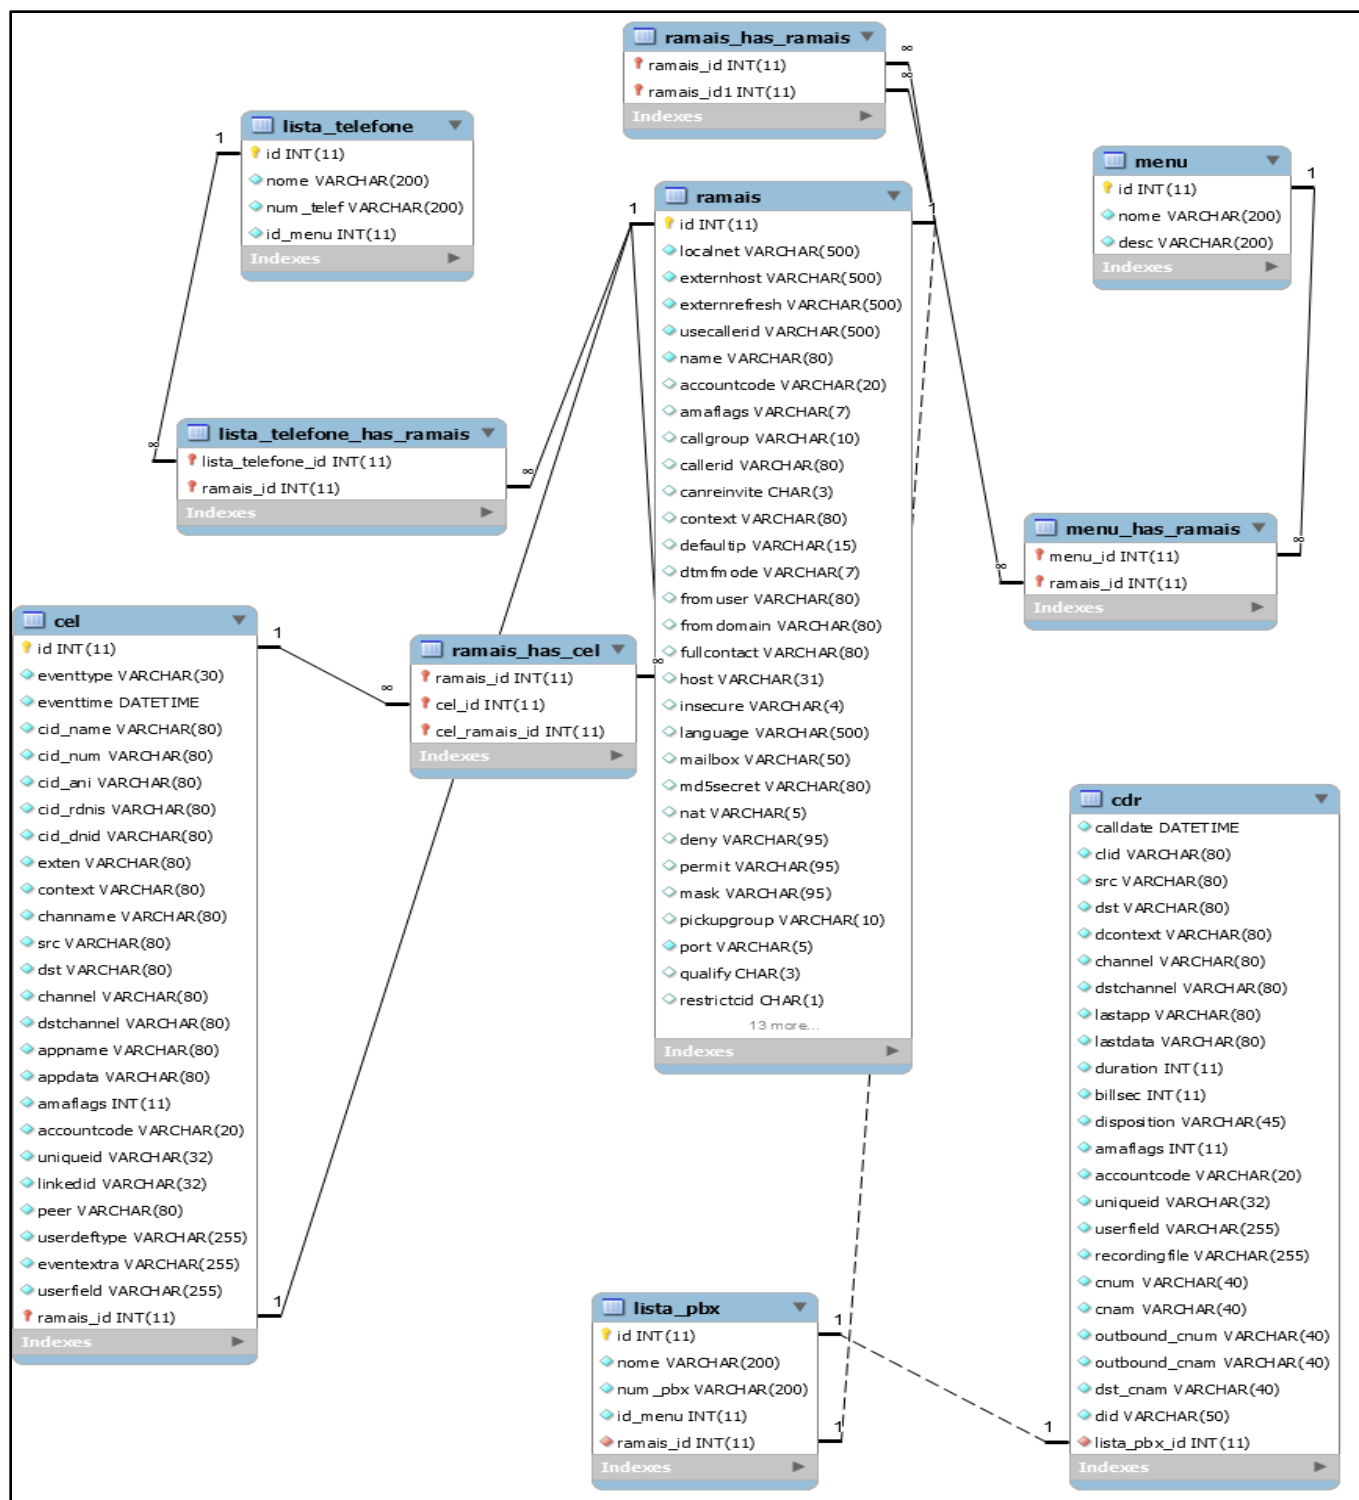 ramais_has_ramais
ramais_id INT(11)
ramais_id1 INT(11)
Indexes
∞
∞
lista_telefone
id INT(11)
nome VARCHAR(200)
num_telef VARCHAR(200)
id_menu INT(11)
Indexes
1
menu
id INT(11)
nome VARCHAR(200)
desc VARCHAR(200)
Indexes
1
ramais
id INT(11)
localnet VARCHAR(500)
externhost VARCHAR(500)
externrefresh VARCHAR(500)
usecallerid VARCHAR(500)
name VARCHAR(80)
accountcode VARCHAR(20)
amaflags VARCHAR(7)
callgroup VARCHAR(10)
callerid VARCHAR(80)
canreinvite CHAR(3)
context VARCHAR(80)
defaultip VARCHAR(15)
dtmfmode VARCHAR(7)
fromuser VARCHAR(80)
fromdomain VARCHAR(80)
fullcontact VARCHAR(80)
host VARCHAR(31)
insecure VARCHAR(4)
language VARCHAR(500)
mailbox VARCHAR(50)
md5secret VARCHAR(80)
nat VARCHAR(5)
deny VARCHAR(95)
permit VARCHAR(95)
mask VARCHAR(95)
pickupgroup VARCHAR(10)
port VARCHAR(5)
qualify CHAR(3)
restrictcid CHAR(1)
13 more...
Indexes
1
1
lista_telefone_has_ramais
lista_telefone_id INT(11)
ramais_id INT(11)
Indexes
∞
∞
menu_has_ramais
menu_id INT(11)
ramais_id INT(11)
Indexes
∞
∞
cel
id INT(11)
eventtype VARCHAR(30)
eventtime DATETIME
cid_name VARCHAR(80)
cid_num VARCHAR(80)
cid_ani VARCHAR(80)
cid_rdnis VARCHAR(80)
cid_dnid VARCHAR(80)
exten VARCHAR(80)
context VARCHAR(80)
channame VARCHAR(80)
src VARCHAR(80)
dst VARCHAR(80)
channel VARCHAR(80)
dstchannel VARCHAR(80)
appname VARCHAR(80)
appdata VARCHAR(80)
amaflags INT(11)
accountcode VARCHAR(20)
uniqueid VARCHAR(32)
linkedid VARCHAR(32)
peer VARCHAR(80)
userdeftype VARCHAR(255)
eventextra VARCHAR(255)
userfield VARCHAR(255)
ramais_id INT(11)
Indexes
1
1
ramais_has_cel
ramais_id INT(11)
cel_id INT(11)
cel_ramais_id INT(11)
Indexes
∞
∞
cdr
calldate DATETIME
clid VARCHAR(80)
src VARCHAR(80)
dst VARCHAR(80)
dcontext VARCHAR(80)
channel VARCHAR(80)
dstchannel VARCHAR(80)
lastapp VARCHAR(80)
lastdata VARCHAR(80)
duration INT(11)
billsec INT(11)
disposition VARCHAR(45)
amaflags INT(11)
accountcode VARCHAR(20)
uniqueid VARCHAR(32)
userfield VARCHAR(255)
recordingfile VARCHAR(255)
cnum VARCHAR(40)
cnam VARCHAR(40)
outbound_cnum VARCHAR(40)
outbound_cnam VARCHAR(40)
dst_cnam VARCHAR(40)
did VARCHAR(50)
lista_pbx_id INT(11)
Indexes
1
lista_pbx
id INT(11)
nome VARCHAR(200)
num_pbx VARCHAR(200)
id_menu INT(11)
ramais_id INT(11)
Indexes
1
1